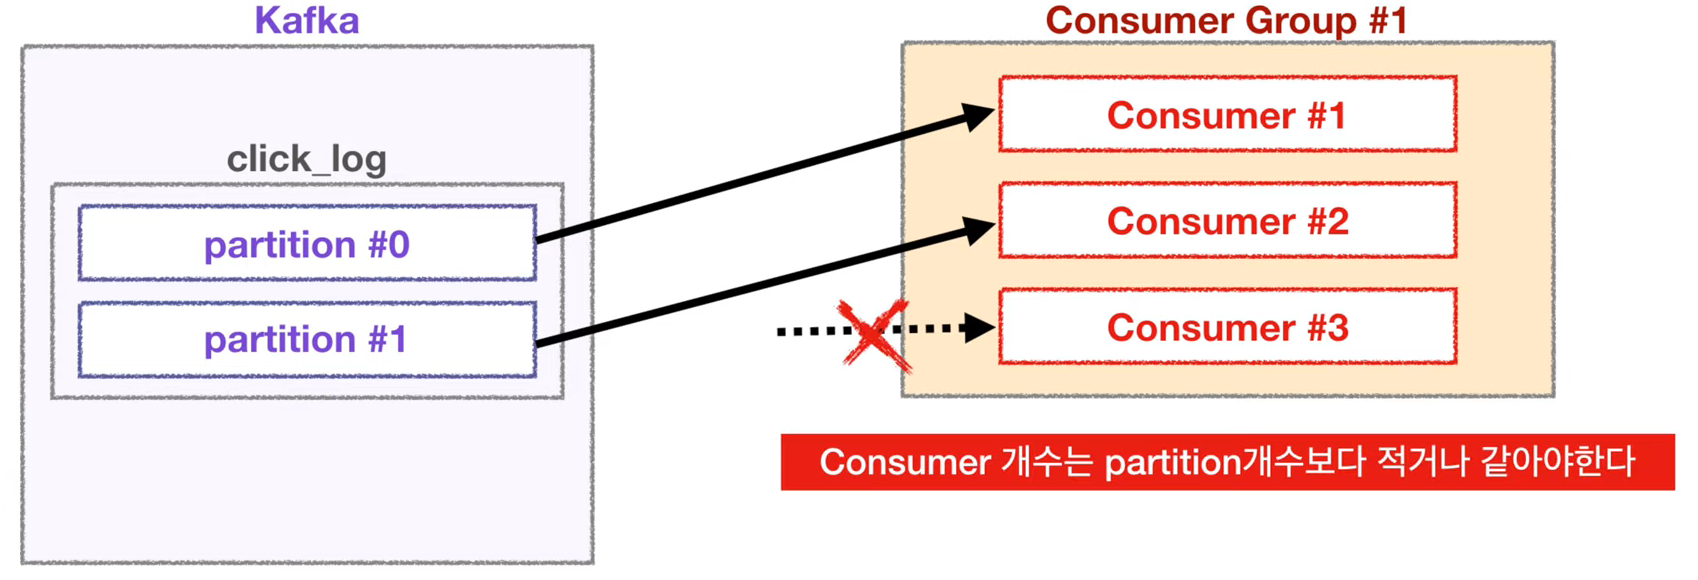 Kafka
click_log
partition #0
partition #1
Consumer Group #1
Consumer #1
Consumer #2
Consumer #3
Consumer 개수는 partition개수보다 적거나 같아야한다